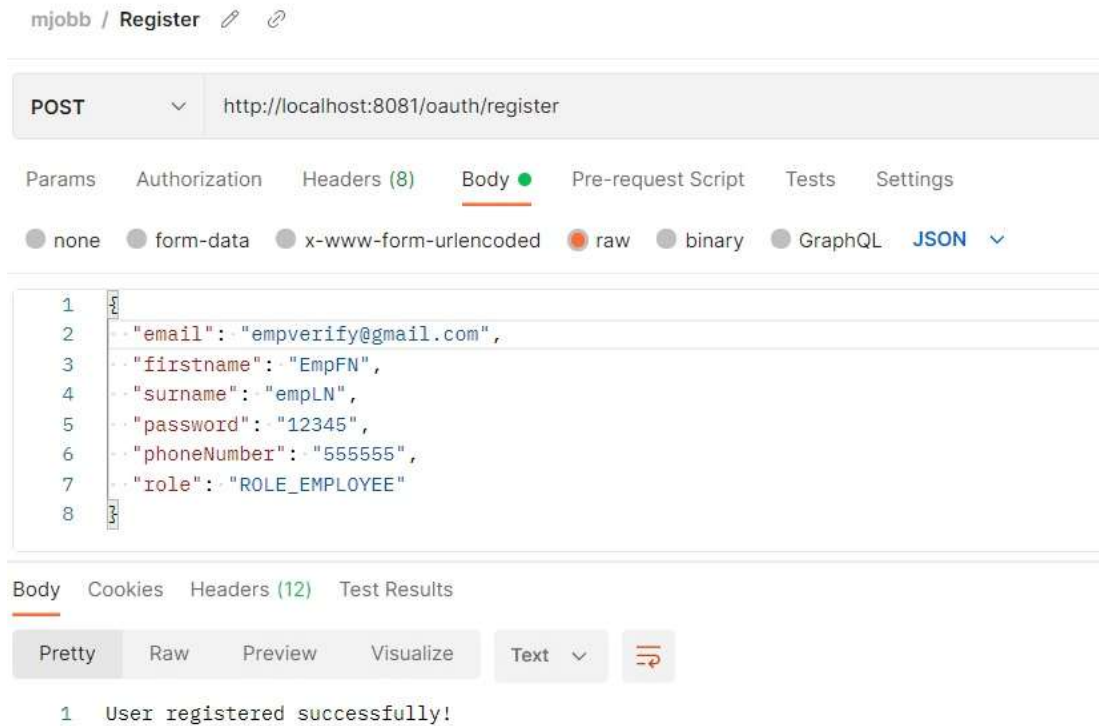 mjobb / Register
POST http://localhost:8081/oauth/register
Params Authorization Headers (8) Body Pre-request Script Tests Settings
none form-data x-www-form-urlencoded raw binary GraphQL JSON
1 {
2 "email": "empverify@gmail.com",
3 "firstname": "EmpFN",
4 "surname": "empLN",
5 "password": "12345",
6 "phoneNumber": "555555",
7 "role": "ROLE_EMPLOYEE"
8 }
Body Cookies Headers (12) Test Results
Pretty Raw Preview Visualize Text
1 User registered successfully!